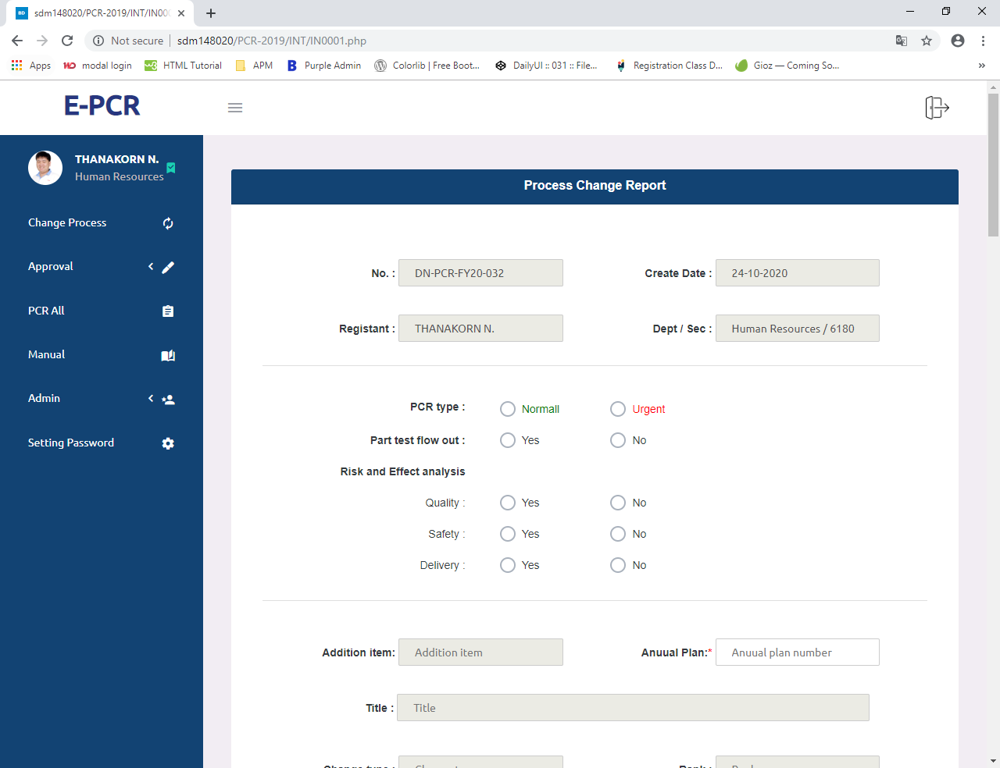 sdm148020/PCR-2019/INT/IN000
Not secure sdm148020/PCR-2019/INT/IN0001.php
Apps modal login HTML Tutorial APM Purple Admin Colorlib | Free Boot... DailyUI :: 031 :: File... Registration Class D... Gioz — Coming So... »
E-PCR
THANAKORN N.
Human Resources
Change Process
Approval
PCR All
Manual
Admin
Setting Password
Process Change Report
No. : DN-PCR-FY20-032 Create Date : 24-10-2020
Registant : THANAKORN N. Dept / Sec : Human Resources / 6180
PCR type : Normall Urgent
Part test flow out : Yes No
Risk and Effect analysis
Quality : Yes No
Safety : Yes No
Delivery : Yes No
Addition item: Addition item Anuual Plan:* Anuual plan number
Title : Title